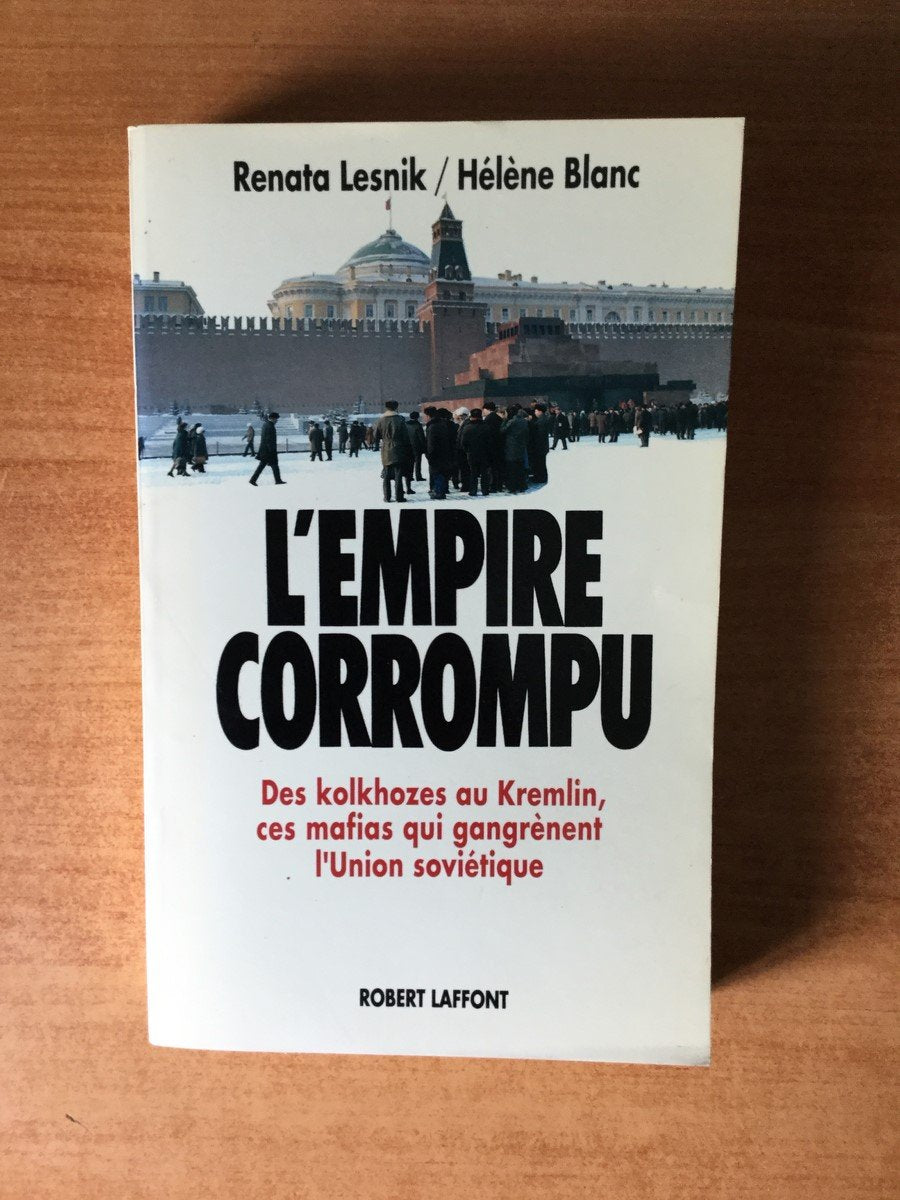 Renata Lesnik / Hélène Blanc
L'EMPIRE
CORROMPU
Des kolkhozes au Kremlin,
ces mafias qui gangrènent
l'Union soviétique
ROBERT LAFFONT